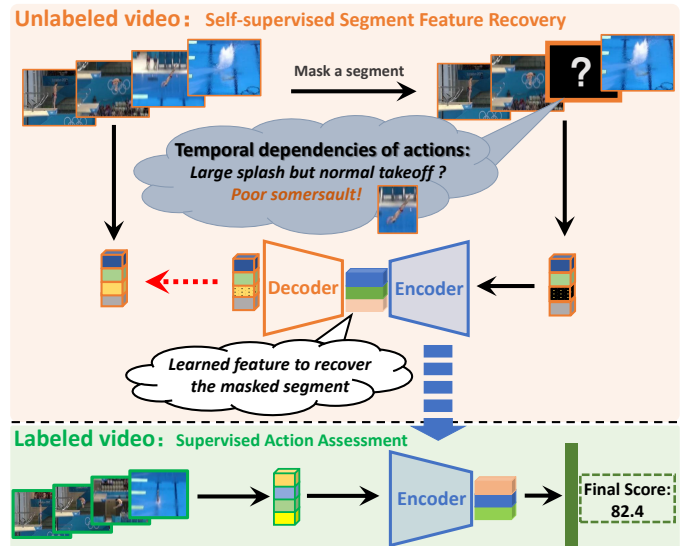 Unlabeled video: Self-supervised Segment Feature Recovery
Mask a segment
?
Temporal dependencies of actions:
Large splash but normal takeoff ?
Poor somersault!
Decoder
Encoder
Learned feature to recover
the masked segment
Labeled video: Supervised Action Assessment
Encoder
Final Score:
82.4